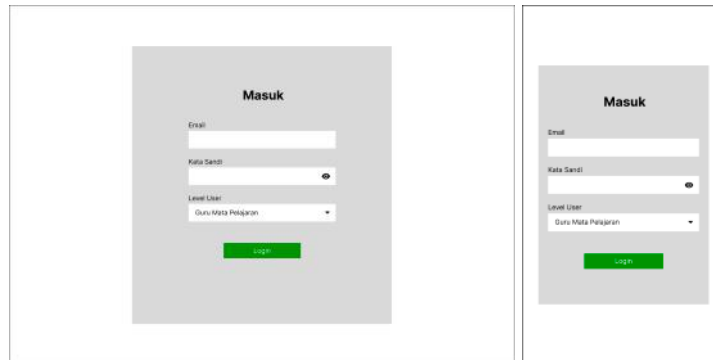 Masuk
Email
Kata Sandi
Level User
Guru Mata Pelajaran
Login
Masuk
Email
Kata Sandi
Level User
Guru Mata Pelajaran
Login